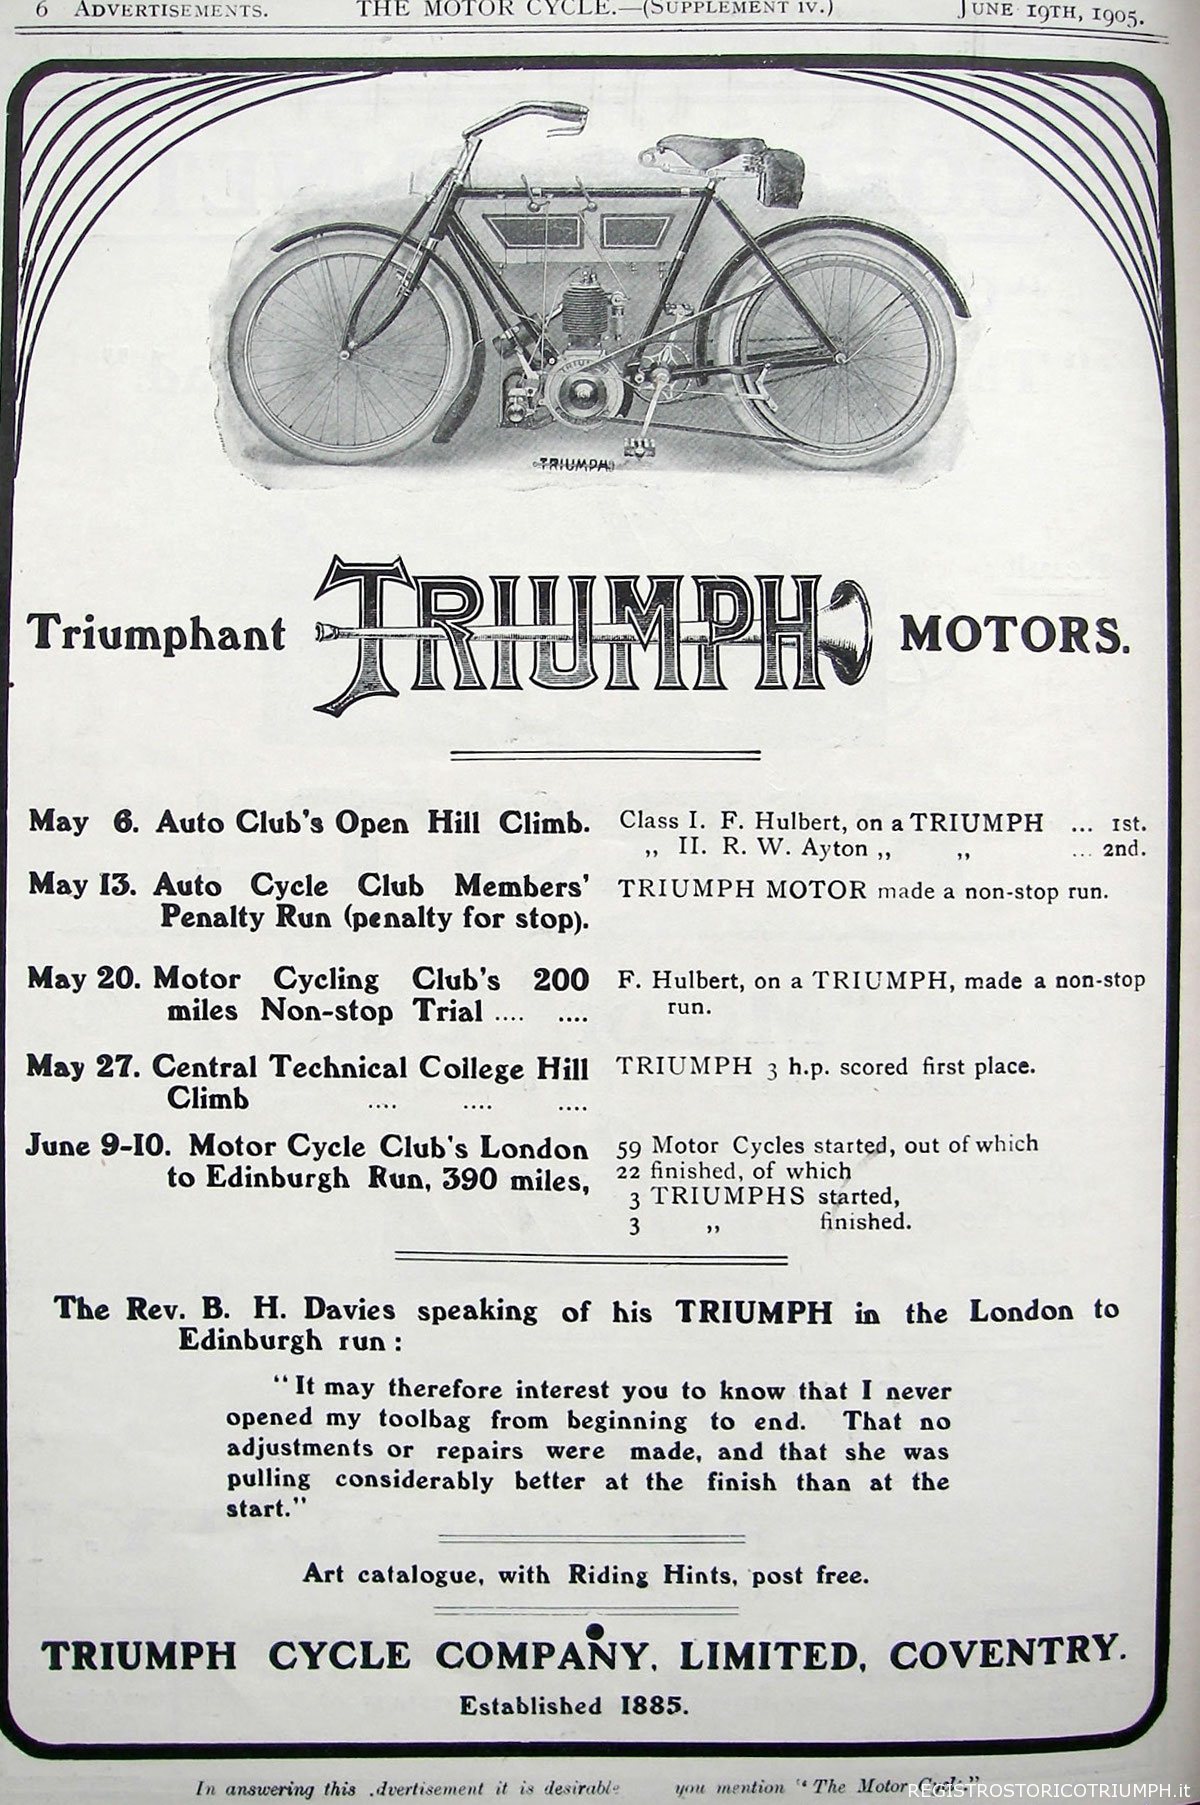 6 ADVERTISEMENTS. THE MOTOR CYCLE.—(SUPPLEMENT IV.) JUNE 19TH, 1905.
TRIUMPH
Triumphant TRIUMPH MOTORS.
May 6. Auto Club's Open Hill Climb. Class I. F. Hulbert, on a TRIUMPH ... 1st.
„ II. R. W. Ayton „ „ ... 2nd.
May 13. Auto Cycle Club Members' TRIUMPH MOTOR made a non-stop run.
Penalty Run (penalty for stop).
May 20. Motor Cycling Club's 200 F. Hulbert, on a TRIUMPH, made a non-stop
miles Non-stop Trial .... .... run.
May 27. Central Technical College Hill TRIUMPH 3 h.p. scored first place.
Climb .... .... ....
June 9-10. Motor Cycle Club's London 59 Motor Cycles started, out of which
to Edinburgh Run, 390 miles, 22 finished, of which
3 TRIUMPHS started,
3 „ finished.
The Rev. B. H. Davies speaking of his TRIUMPH in the London to
Edinburgh run :
"It may therefore interest you to know that I never
opened my toolbag from beginning to end. That no
adjustments or repairs were made, and that she was
pulling considerably better at the finish than at the
start."
Art catalogue, with Riding Hints, post free.
TRIUMPH CYCLE COMPANY, LIMITED, COVENTRY.
Established 1885.
In answering this .dvertisement it is desirable you mention "The Motor Cycle."
REGISTROSTORICOTRIUMPH.it